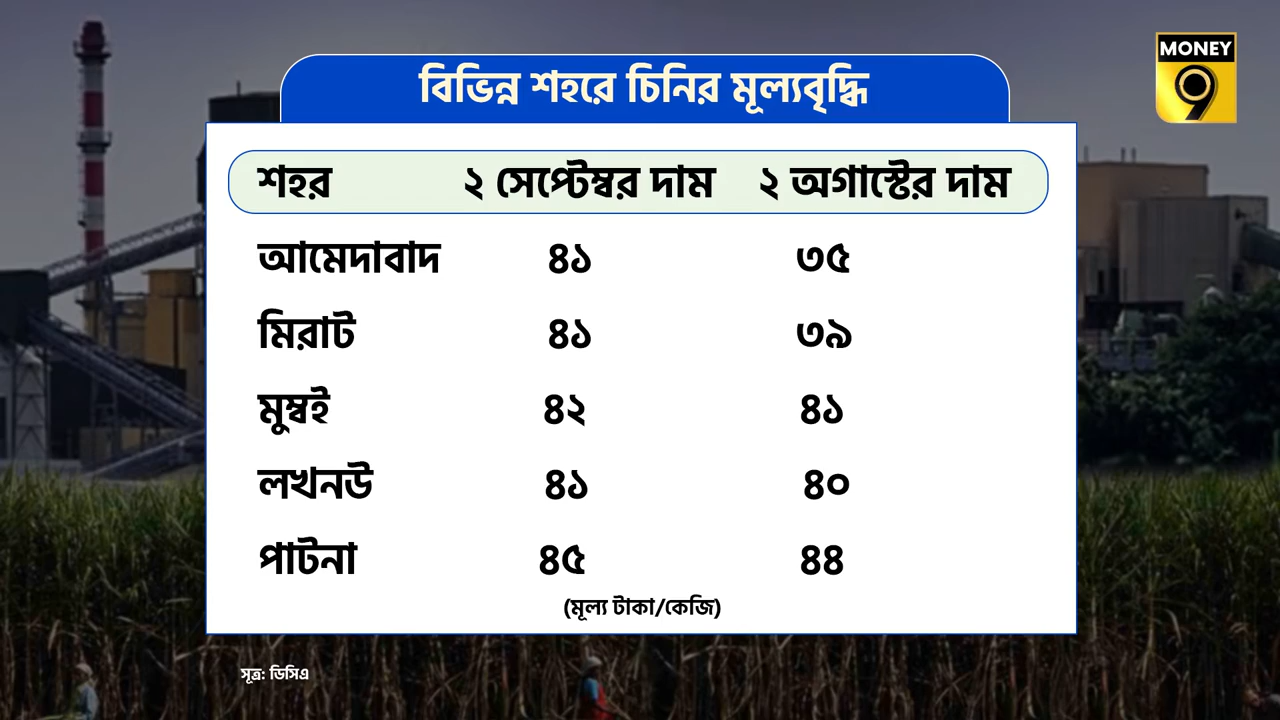 MONEY
9
বিভিন্ন শহরে চিনির মূল্যবৃদ্ধি
শহর ২ সেপ্টেম্বর দাম ২ অগাস্টের দাম
আমেদাবাদ ৪১ ৩৫
মিরাট ৪১ ৩৯
মুম্বই ৪২ ৪১
লখনউ ৪১ ৪০
পাটনা ৪৫ ৪৪
(মূল্য টাকা/কেজি)
সূত্র: ডিসিএ